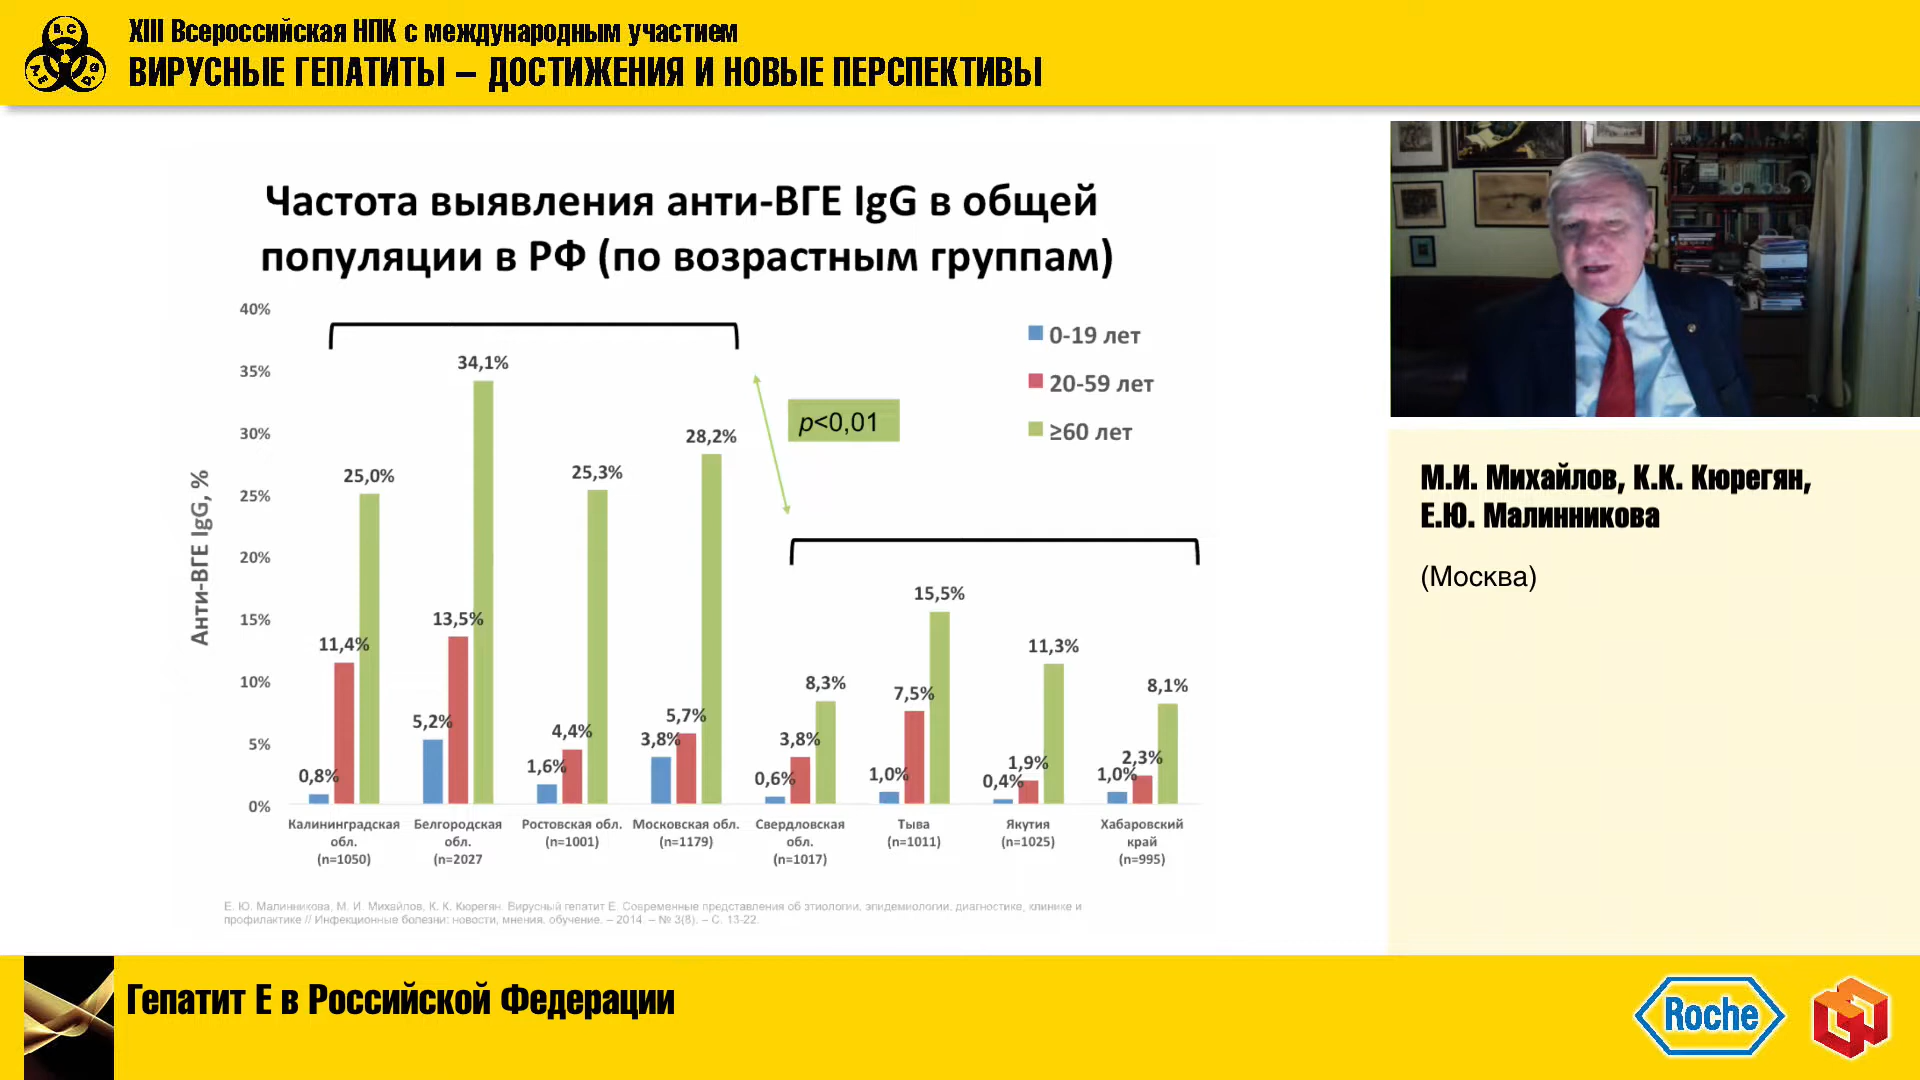 XIII Всероссийская НПК с международным участием
ВИРУСНЫЕ ГЕПАТИТЫ – ДОСТИЖЕНИЯ И НОВЫЕ ПЕРСПЕКТИВЫ
Частота выявления анти-ВГЕ IgG в общей
популяции в РФ (по возрастным группам)
Анти-ВГЕ IgG, %
40%
35%
30%
25%
20%
15%
10%
5%
0%
0-19 лет
20-59 лет
≥60 лет
p<0,01
0,8%
11,4%
25,0%
5,2%
13,5%
34,1%
1,6%
4,4%
25,3%
3,8%
5,7%
28,2%
0,6%
3,8%
8,3%
1,0%
7,5%
15,5%
0,4%
1,9%
11,3%
1,0%
2,3%
8,1%
Калининградская
обл.
(n=1050)
Белгородская
обл.
(n=2027
Ростовская обл.
(n=1001)
Московская обл.
(n=1179)
Свердловская
обл.
(n=1017)
Тыва
(n=1011)
Якутия
(n=1025)
Хабаровский
край
(n=995)
Е. Ю. Малинникова, М. И. Михайлов, К. К. Кюрегян. Вирусный гепатит Е. Современные представления об этиологии, эпидемиологии, диагностике, клинике и
профилактике // Инфекционные болезни: новости, мнения, обучение. – 2014. – № 3(8). – С. 13-22.
М.И. Михайлов, К.К. Кюрегян,
Е.Ю. Малинникова
(Москва)
Гепатит Е в Российской Федерации
Roche